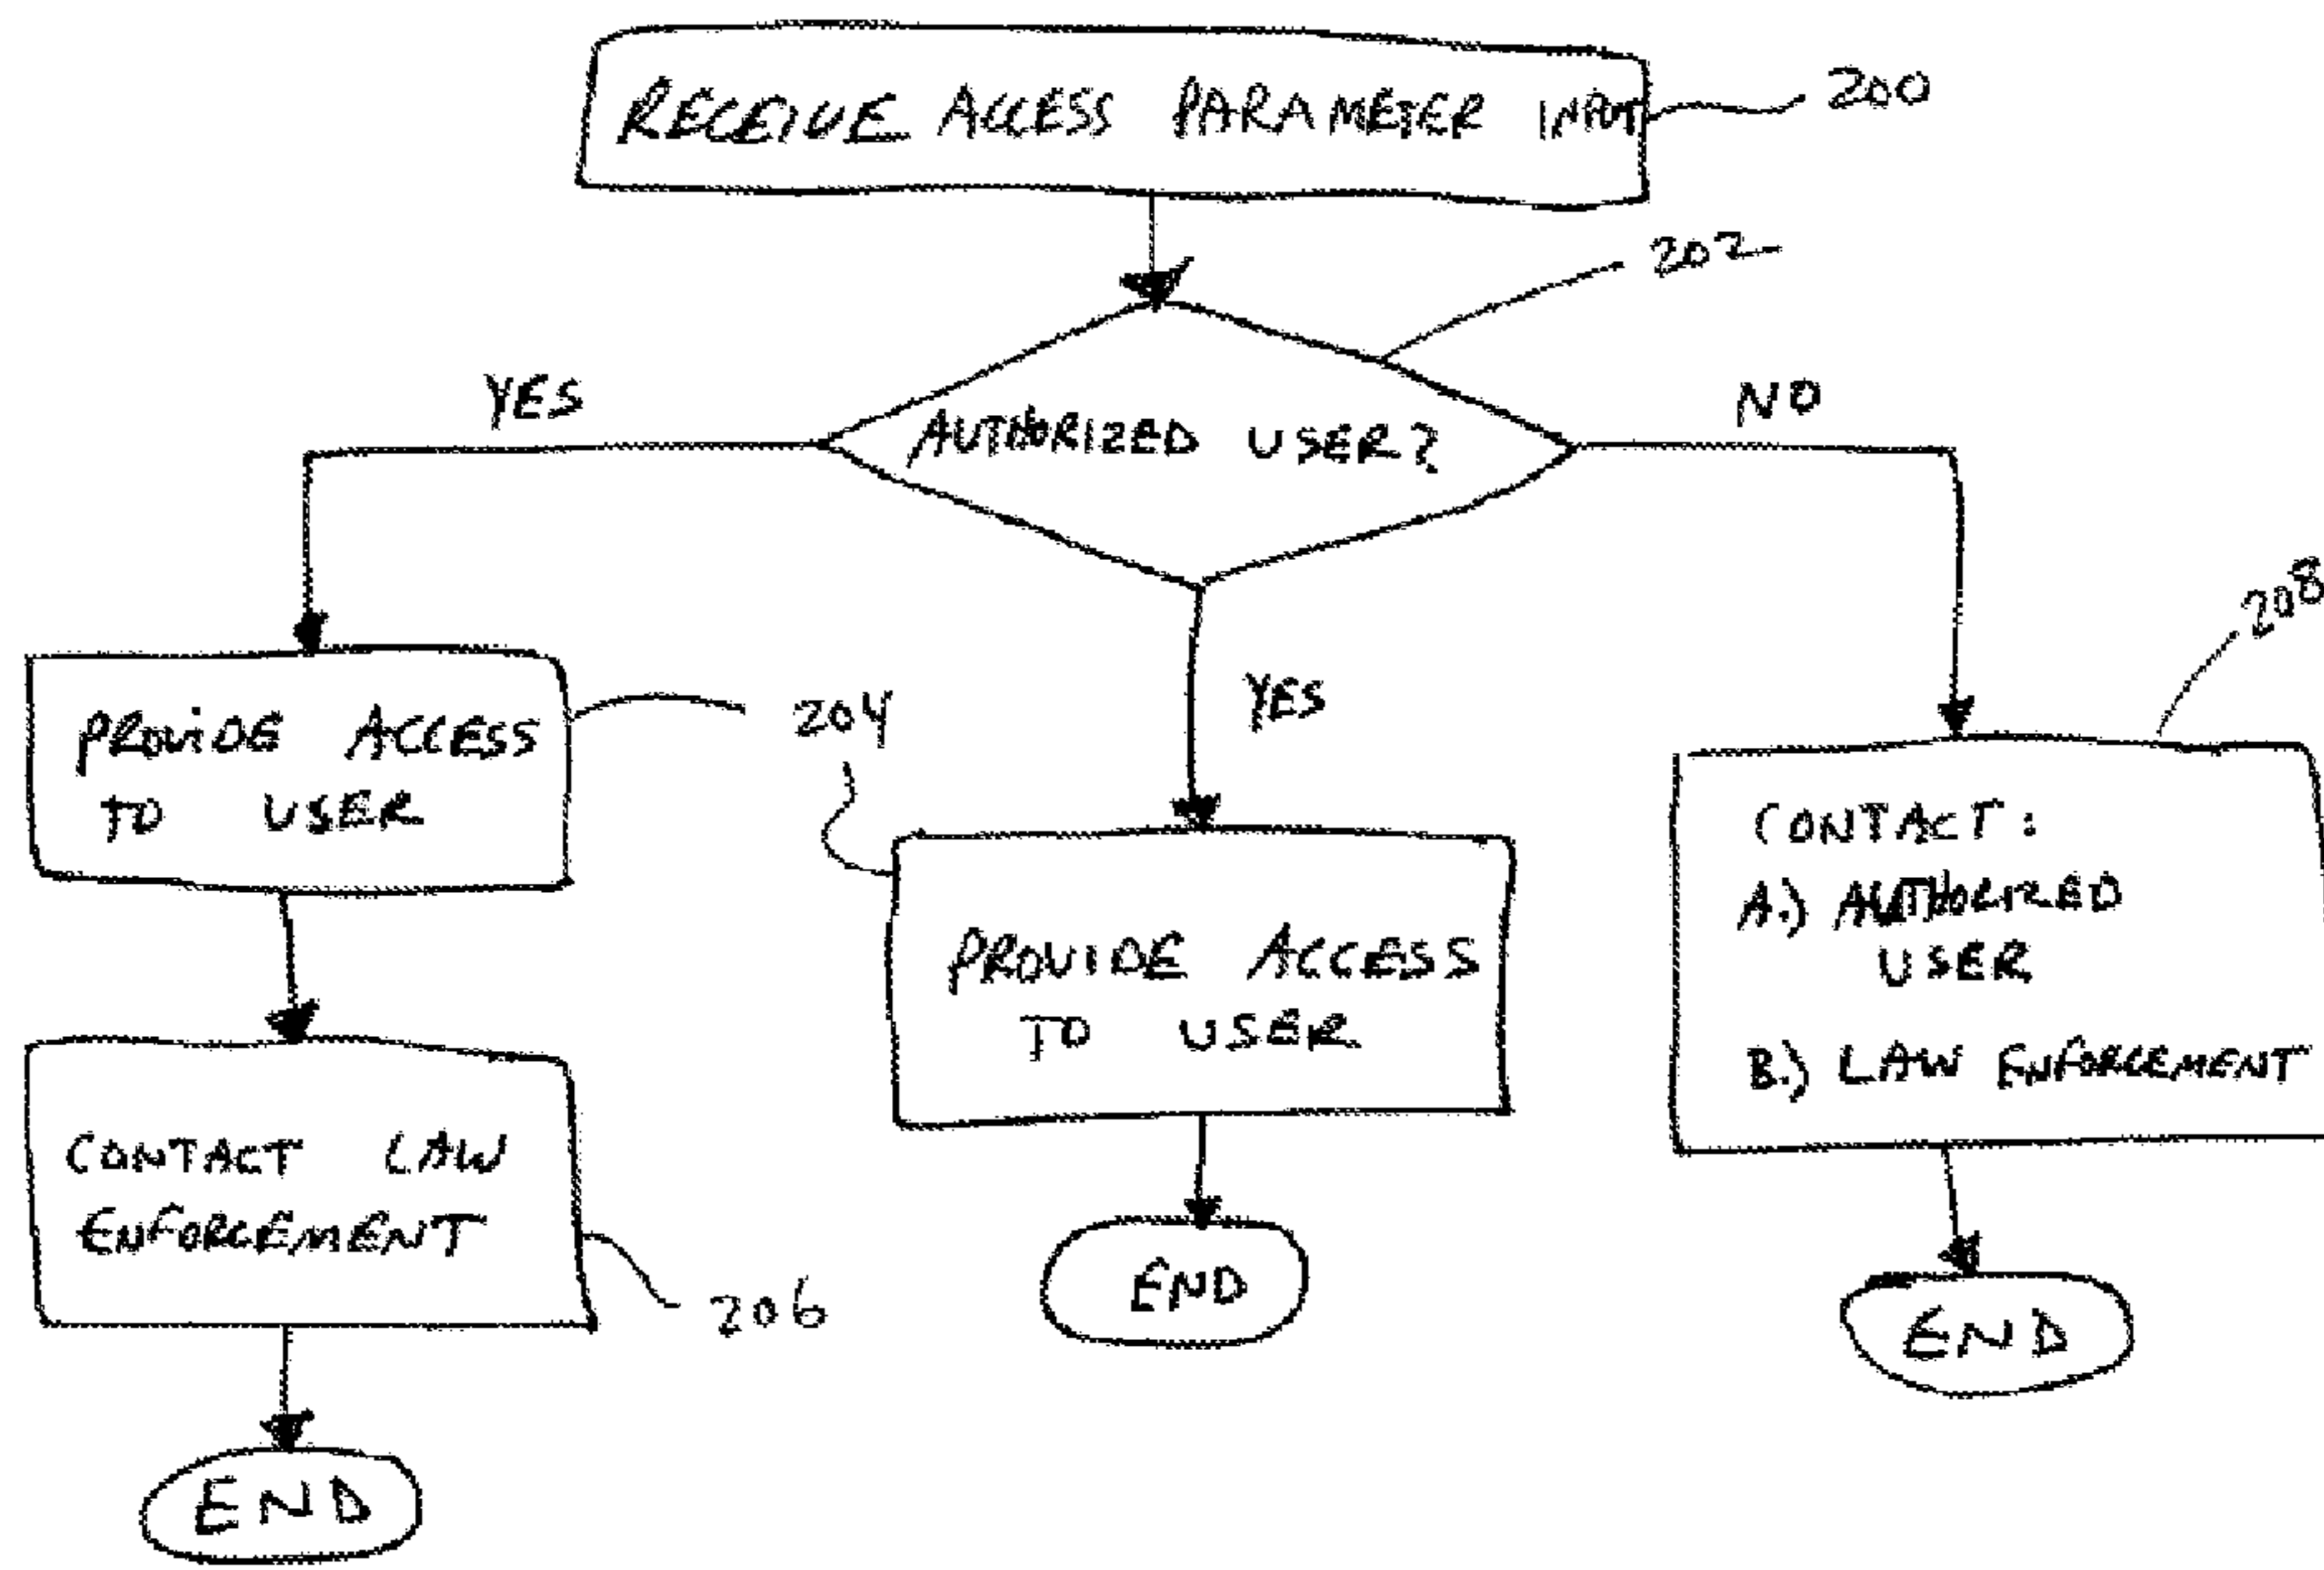 RECEIVE ACCESS PARAMETER INPUT
200
202
YES
AUTHORIZED USER?
NO
208
PROVIDE ACCESS
TO USER
204
YES
CONTACT:
A.) AUTHORIZED
USER
B.) LAW ENFORCEMENT
PROVIDE ACCESS
TO USER
CONTACT LAW
ENFORCEMENT
206
END
END
END